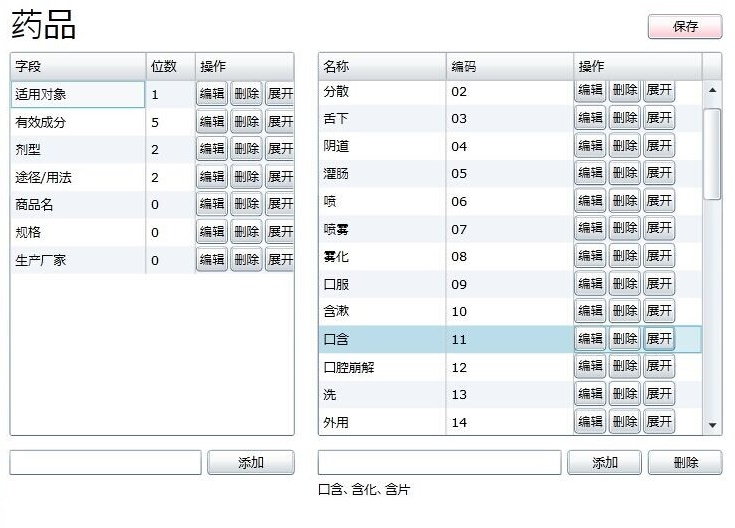 药品
保存
字段 位数 操作
适用对象 1 编辑 删除 展开
有效成分 5 编辑 删除 展开
剂型 2 编辑 删除 展开
途径/用法 2 编辑 删除 展开
商品名 0 编辑 删除 展开
规格 0 编辑 删除 展开
生产厂家 0 编辑 删除 展开
添加
名称 编码 操作
分散 02 编辑 删除 展开
舌下 03 编辑 删除 展开
阴道 04 编辑 删除 展开
灌肠 05 编辑 删除 展开
喷 06 编辑 删除 展开
喷雾 07 编辑 删除 展开
雾化 08 编辑 删除 展开
口服 09 编辑 删除 展开
含漱 10 编辑 删除 展开
口含 11 编辑 删除 展开
口腔崩解 12 编辑 删除 展开
洗 13 编辑 删除 展开
外用 14 编辑 删除 展开
添加 删除
口含、含化、含片